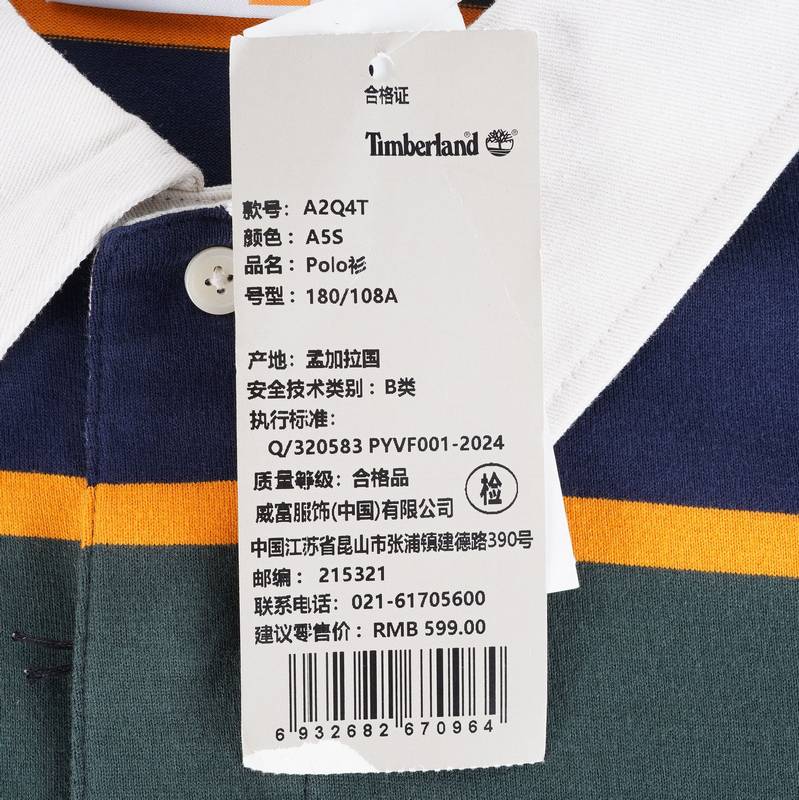 合格证
Timberland
款号：A2Q4T
颜色：A5S
品名：Polo衫
号型：180/108A
产地：孟加拉国
安全技术类别：B类
执行标准：
Q/320583 PYVF001-2024
质量等级：合格品
检
威富服饰(中国)有限公司
中国江苏省昆山市张浦镇建德路390号
邮编：215321
联系电话：021-61705600
建议零售价：RMB 599.00
6 932682 670964